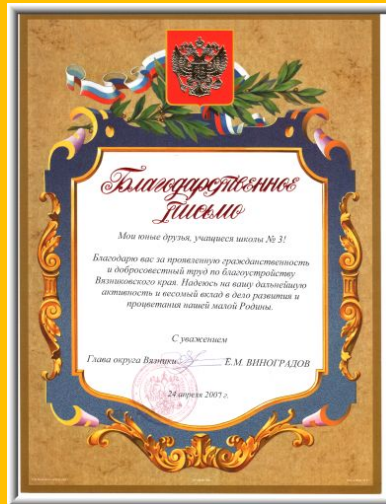 Благодарственное
письмо
Мои юные друзья, учащиеся школы № 3!
Благодарю вас за проявленную гражданственность
и добросовестный труд по благоустройству
Вязниковского края. Надеюсь на вашу дальнейшую
активность и весомый вклад в дело развития и
процветания нашей малой Родины.
С уважением
Глава округа Вязники Е.М. ВИНОГРАДОВ
24 апреля 2007 г.